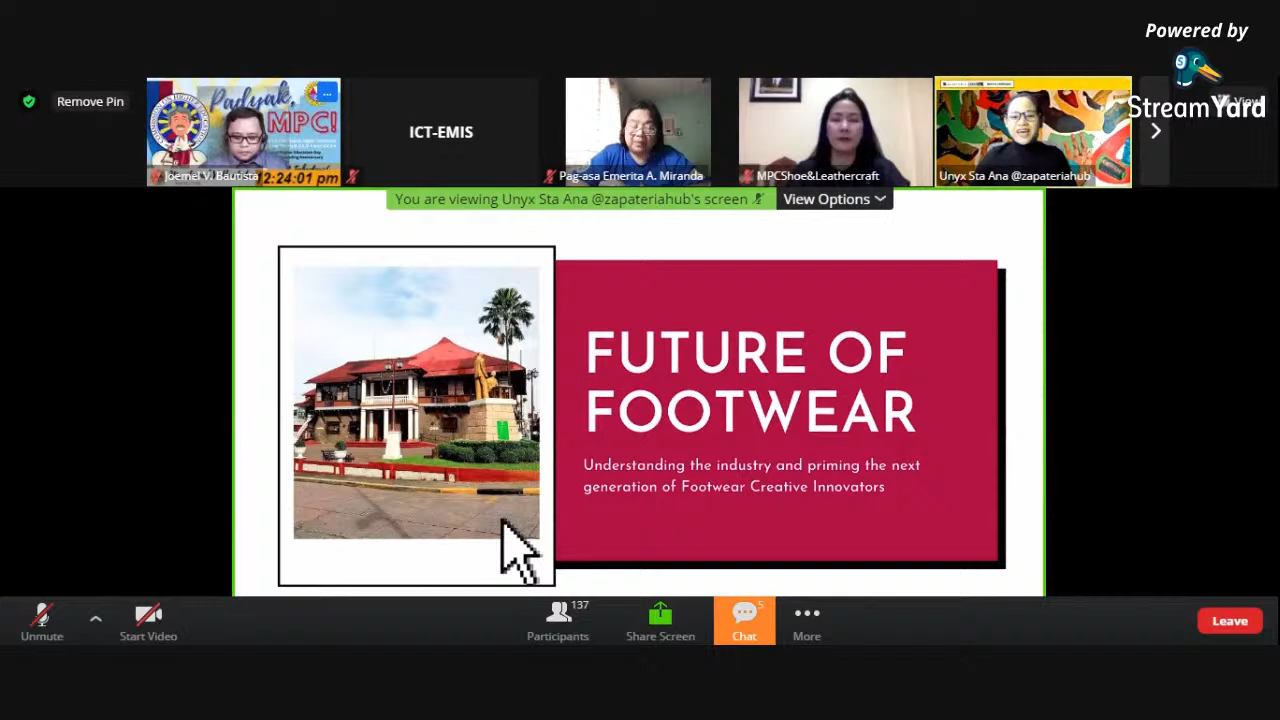 Powered by
StreamYard
Remove Pin
View
Padyak,
MPC!
Joemel V. Bautista
2:24:01 pm
ICT-EMIS
Pag-asa Emerita A. Miranda
MPCShoe&Leathercraft
Unyx Sta Ana @zapateriahub
You are viewing Unyx Sta Ana @zapateriahub's screen
View Options
FUTURE OF
FOOTWEAR
Understanding the industry and priming the next
generation of Footwear Creative Innovators
Unmute
Start Video
Participants
137
Share Screen
Chat
5
More
Leave